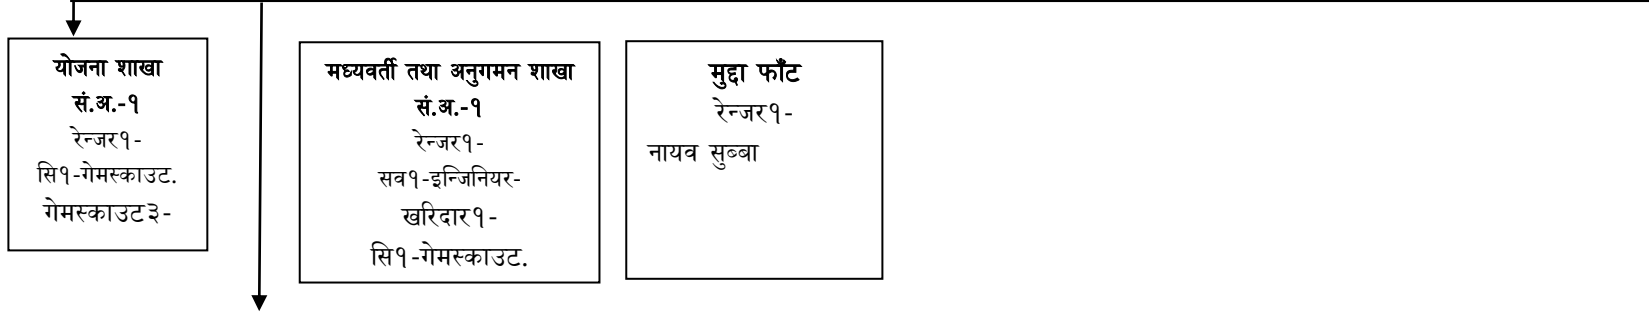 योजना शाखा
सं.अ.-१
रेन्जर१-
सि१-गेमस्काउट.
गेमस्काउट३-
मध्यवर्ती तथा अनुगमन शाखा
सं.अ.-१
रेन्जर१-
सव१-इन्जिनियर-
खरिदार१-
सि१-गेमस्काउट.
मुद्दा फाँट
रेन्जर१-
नायव सुब्बा